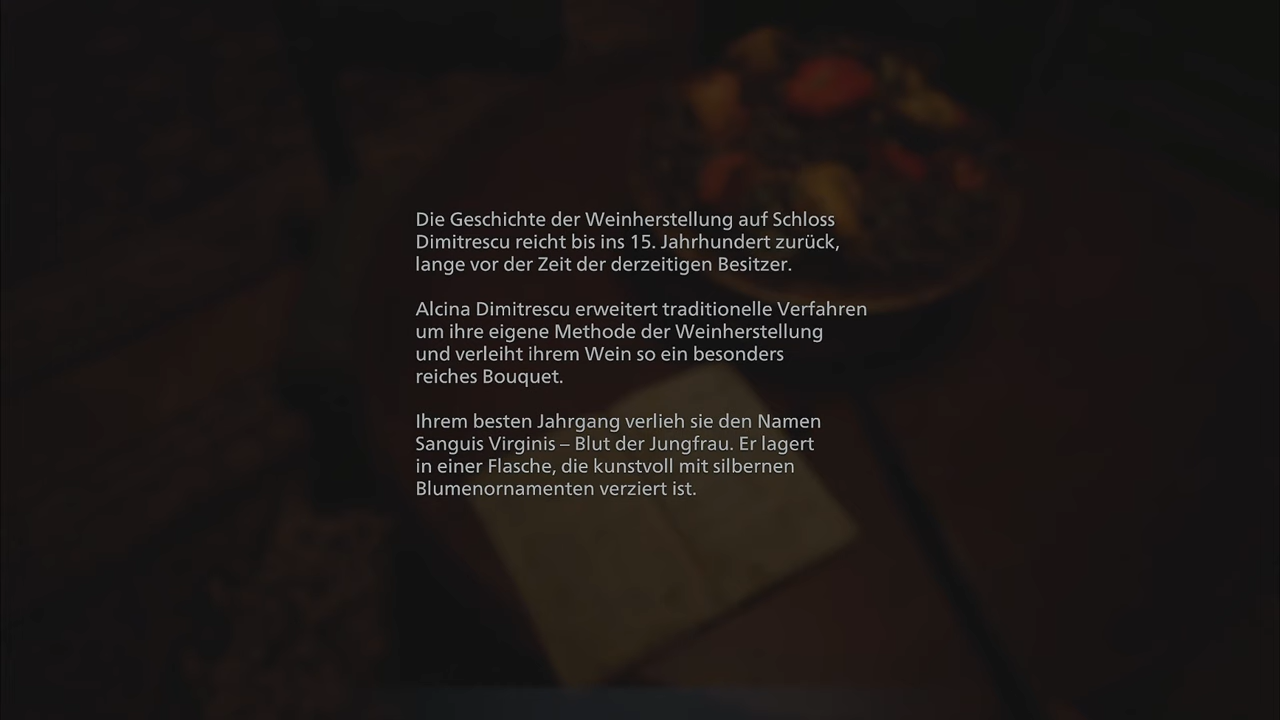 Die Geschichte der Weinherstellung auf Schloss
Dimitrescu reicht bis ins 15. Jahrhundert zurück,
lange vor der Zeit der derzeitigen Besitzer.
Alcina Dimitrescu erweitert traditionelle Verfahren
um ihre eigene Methode der Weinherstellung
und verleiht ihrem Wein so ein besonders
reiches Bouquet.
Ihrem besten Jahrgang verlieh sie den Namen
Sanguis Virginis – Blut der Jungfrau. Er lagert
in einer Flasche, die kunstvoll mit silbernen
Blumenornamenten verziert ist.